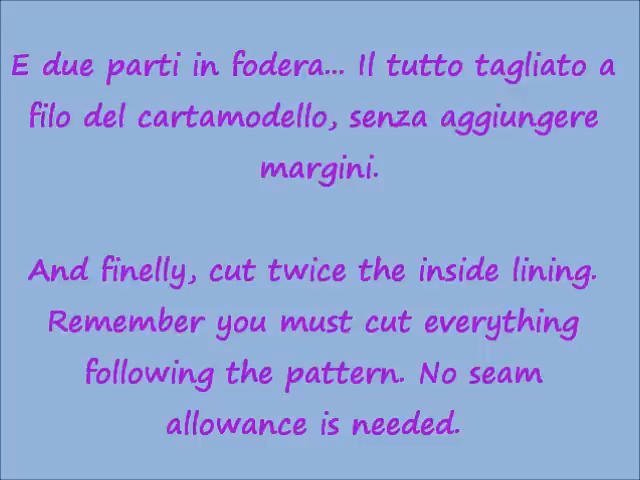 E due parti in fodera... Il tutto tagliato a
filo del cartamodello, senza aggiungere
margini.
And finelly, cut twice the inside lining.
Remember you must cut everything
following the pattern. No seam
allowance is needed.